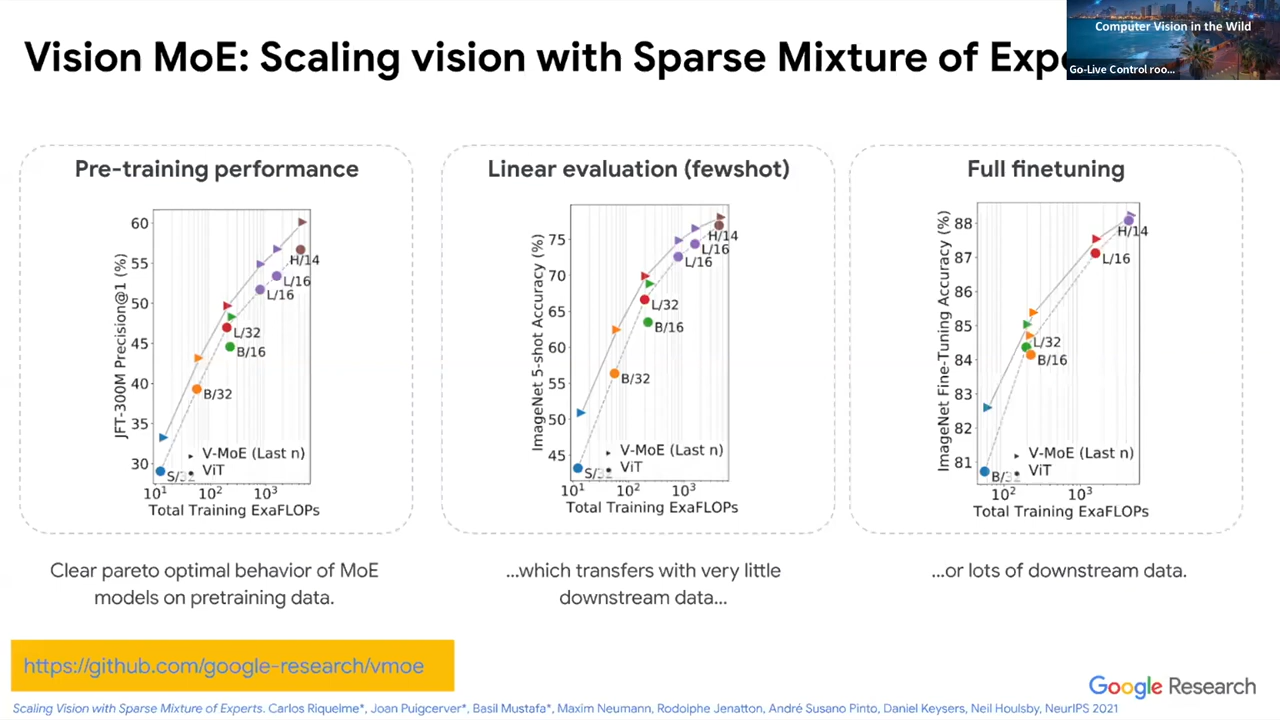 Computer Vision in the Wild
Go-Live Control roo...
Vision MoE: Scaling vision with Sparse Mixture of Exp
Pre-training performance
JFT-300M Precision@1 (%)
60
55
50
45
40
35
30
H/14
L/16
L/16
L/32
B/16
B/32
S/32
V-MoE (Last n)
ViT
10¹ 10² 10³
Total Training ExaFLOPs
Clear pareto optimal behavior of MoE
models on pretraining data.
Linear evaluation (fewshot)
ImageNet 5-shot Accuracy (%)
75
70
65
60
55
50
45
H/14
L/16
L/16
L/32
B/16
B/32
S/32
V-MoE (Last n)
ViT
10¹ 10² 10³
Total Training ExaFLOPs
...which transfers with very little
downstream data...
Full finetuning
ImageNet Fine-Tuning Accuracy (%)
88
87
86
85
84
83
82
81
H/14
L/16
L/32
B/16
B/32
V-MoE (Last n)
ViT
10² 10³
Total Training ExaFLOPs
...or lots of downstream data.
https://github.com/google-research/vmoe
Google Research
Scaling Vision with Sparse Mixture of Experts. Carlos Riquelme*, Joan Puigcerver*, Basil Mustafa*, Maxim Neumann, Rodolphe Jenatton, André Susano Pinto, Daniel Keysers, Neil Houlsby, NeurIPS 2021